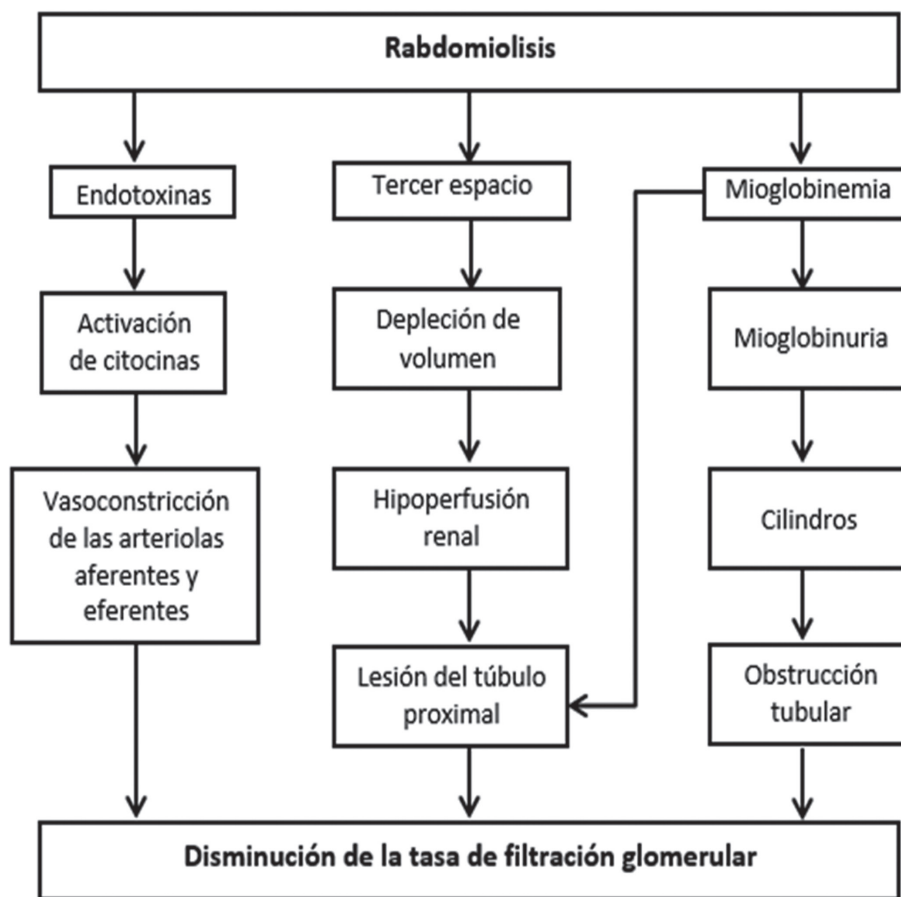 Rabdomiolisis
Endotoxinas
Tercer espacio
Mioglobinemia
Activación
de citocinas
Depleción de
volumen
Mioglobinuria
Vasoconstricción
de las arteriolas
aferentes y
eferentes
Hipoperfusión
renal
Cilindros
Lesión del túbulo
proximal
Obstrucción
tubular
Disminución de la tasa de filtración glomerular